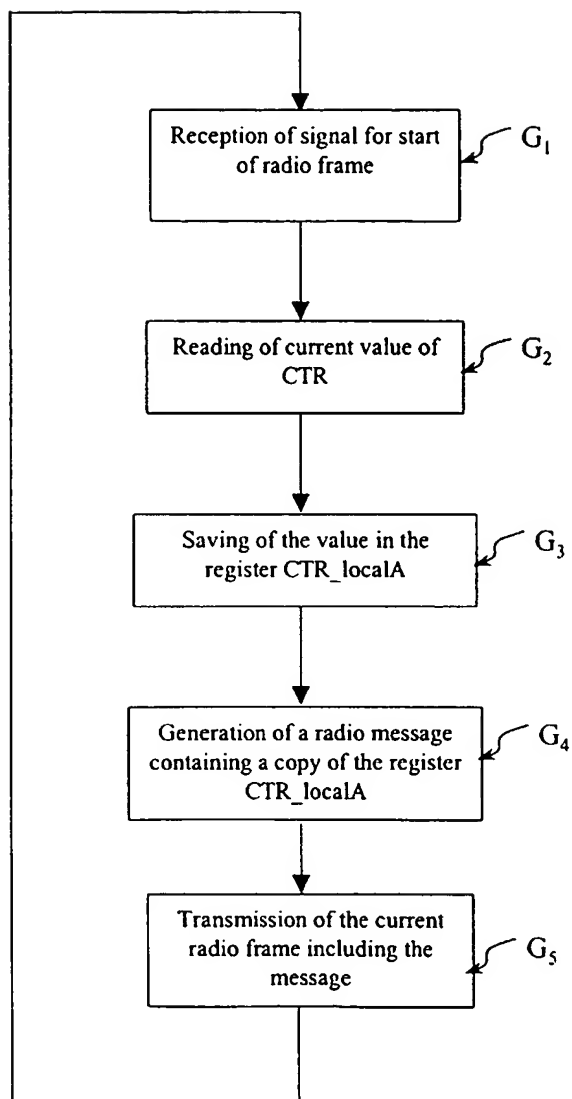 Reception of signal for start
of radio frame
G1
Reading of current value of
CTR
G2
Saving of the value in the
register CTR_localA
G3
Generation of a radio message
containing a copy of the register
CTR_localA
G4
Transmission of the current
radio frame including the
message
G5